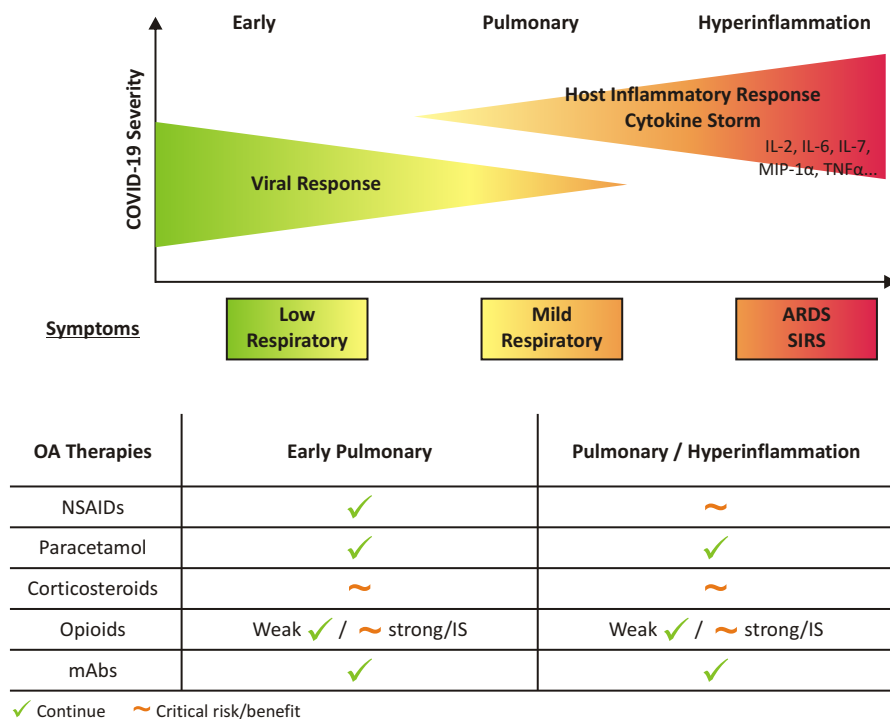 Early Pulmonary Hyperinflammation
COVID-19 Severity
Host Inflammatory Response
Cytokine Storm
IL-2, IL-6, IL-7,
MIP-1α, TNFα...
Viral Response
Symptoms
Low
Respiratory
Mild
Respiratory
ARDS
SIRS
OA Therapies Early Pulmonary Pulmonary / Hyperinflammation
NSAIDs ✓ ~
Paracetamol ✓ ✓
Corticosteroids ~ ~
Opioids Weak ✓ / ~ strong/IS Weak ✓ / ~ strong/IS
mAbs ✓ ✓
✓ Continue ~ Critical risk/benefit